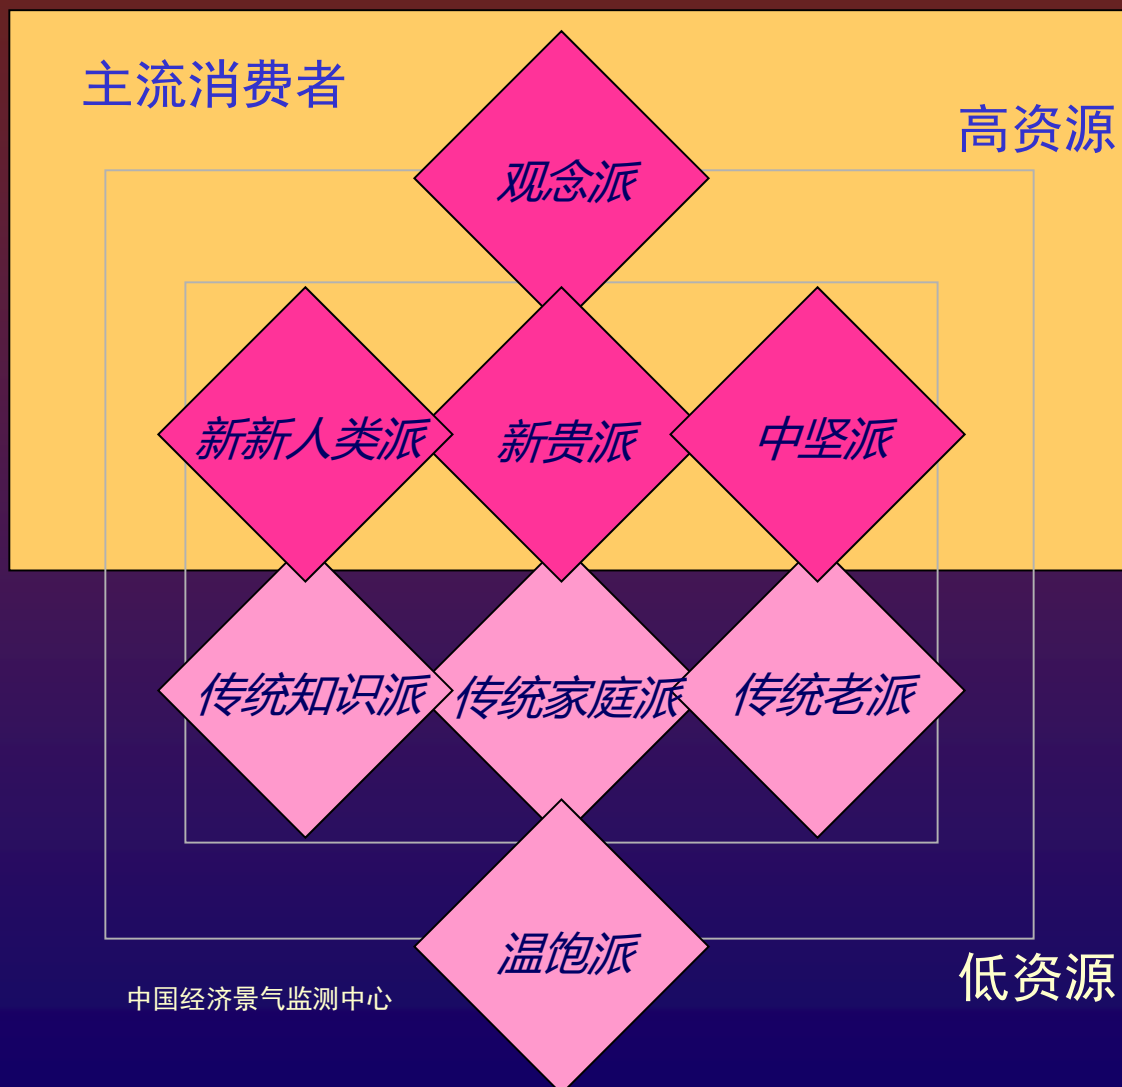 主流消费者
高资源
观念派
新新人类派
新贵派
中坚派
传统知识派
传统家庭派
传统老派
温饱派
低资源
中国经济景气监测中心